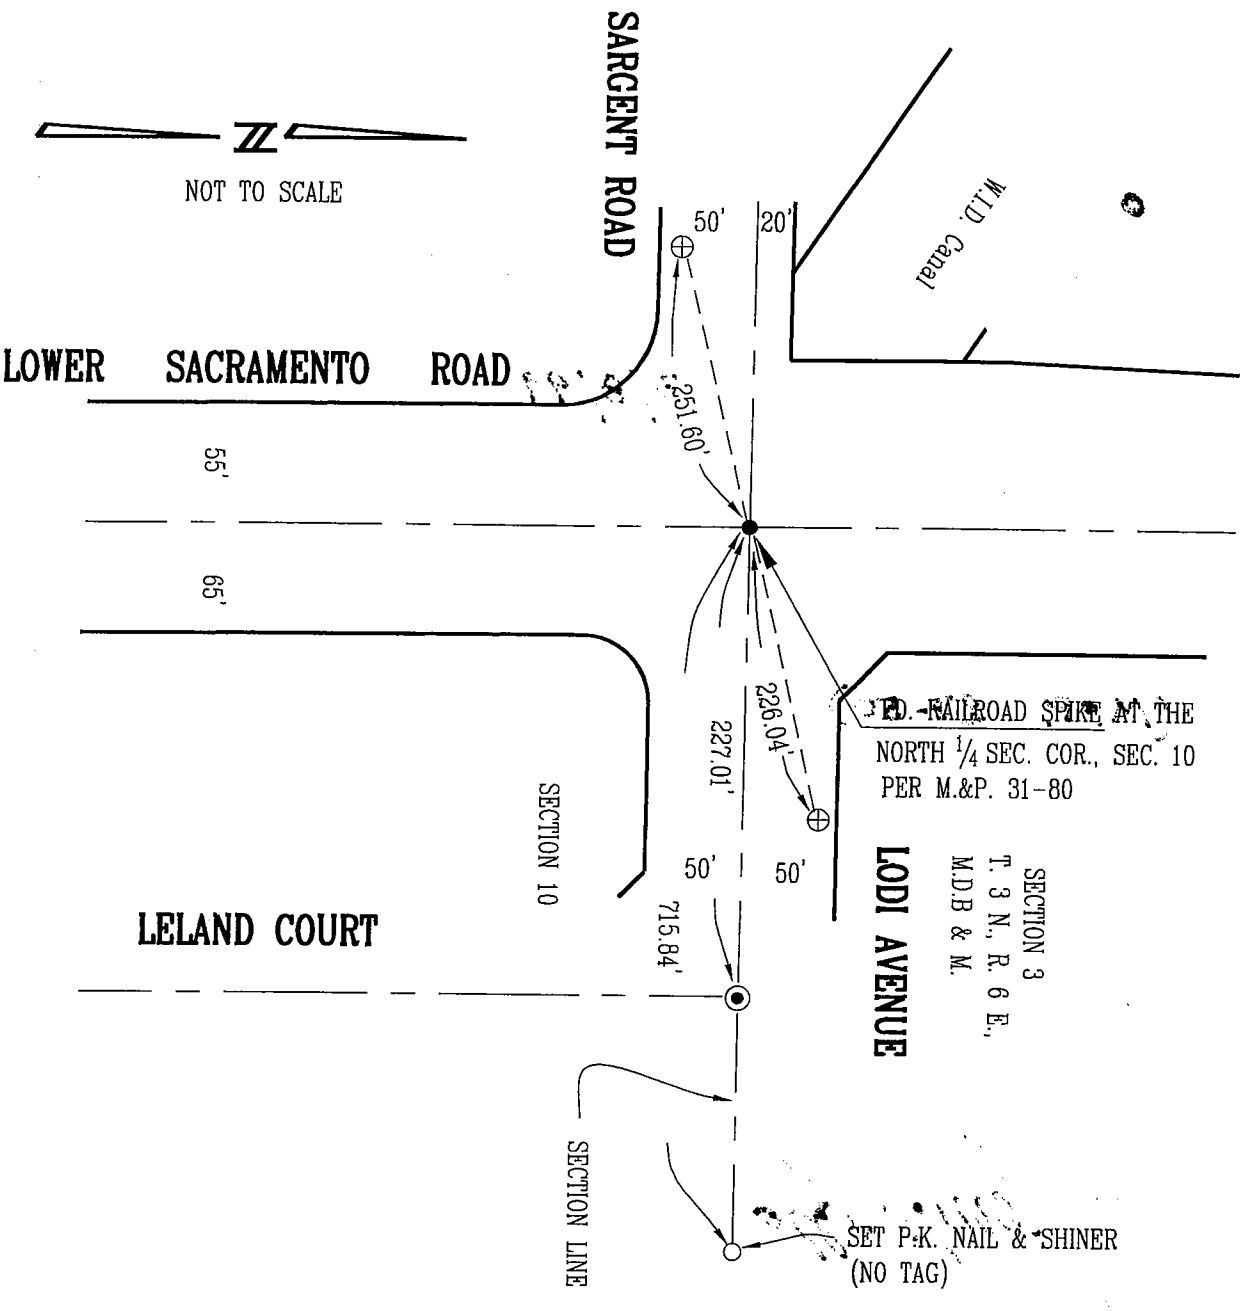 SARGENT ROAD
N
NOT TO SCALE
50'
20'
W.I.D. Canal
LOWER SACRAMENTO ROAD
251.60'
55'
65'
226.04'
227.01'
FD. RAILROAD SPIKE AT THE
NORTH 1/4 SEC. COR., SEC. 10
PER M.&P. 31-80
SECTION 10
50'
50'
LODI AVENUE
SECTION 3
T. 3 N., R. 6 E.,
M.D.B & M.
LELAND COURT
715.84'
SECTION LINE
SET P.K. NAIL & SHINER
(NO TAG)